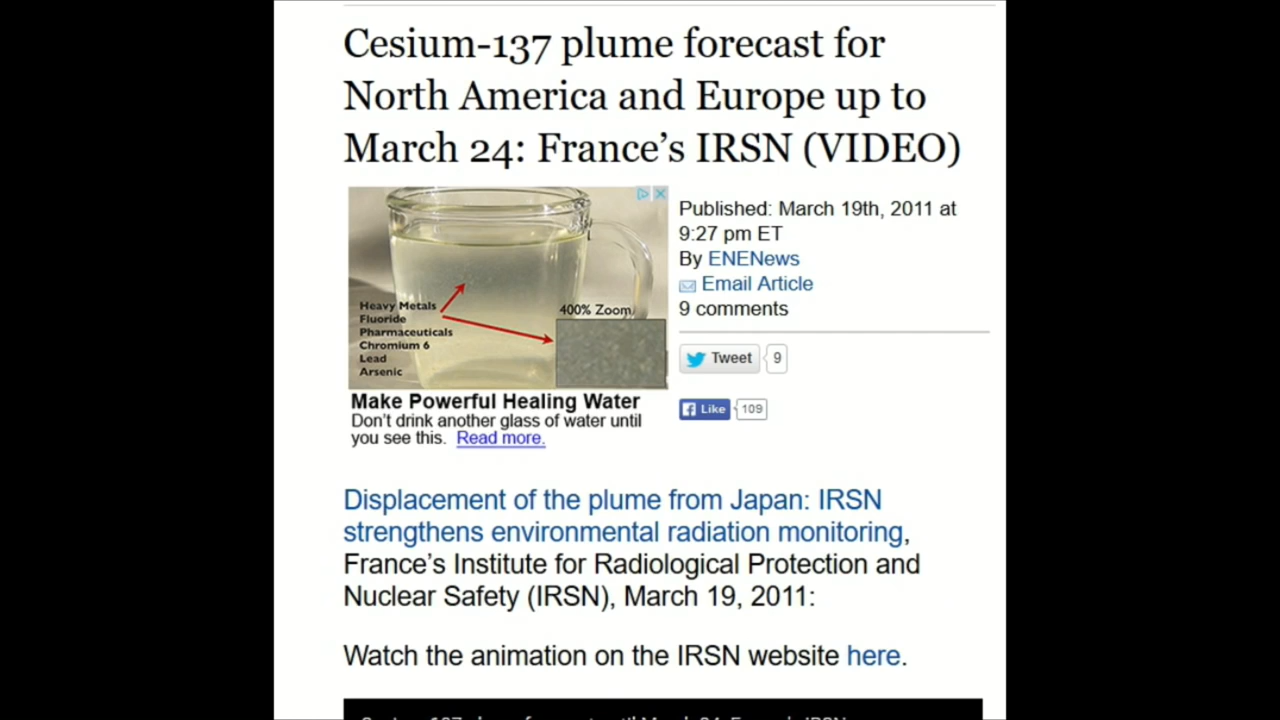 Cesium-137 plume forecast for
North America and Europe up to
March 24: France's IRSN (VIDEO)
Heavy Metals
Fluoride
Pharmaceuticals
Chromium 6
Lead
Arsenic
400% Zoom
Make Powerful Healing Water
Don't drink another glass of water until
you see this. Read more.
Published: March 19th, 2011 at
9:27 pm ET
By ENENews
Email Article
9 comments
Tweet 9
Like 109
Displacement of the plume from Japan: IRSN
strengthens environmental radiation monitoring,
France's Institute for Radiological Protection and
Nuclear Safety (IRSN), March 19, 2011:
Watch the animation on the IRSN website here.